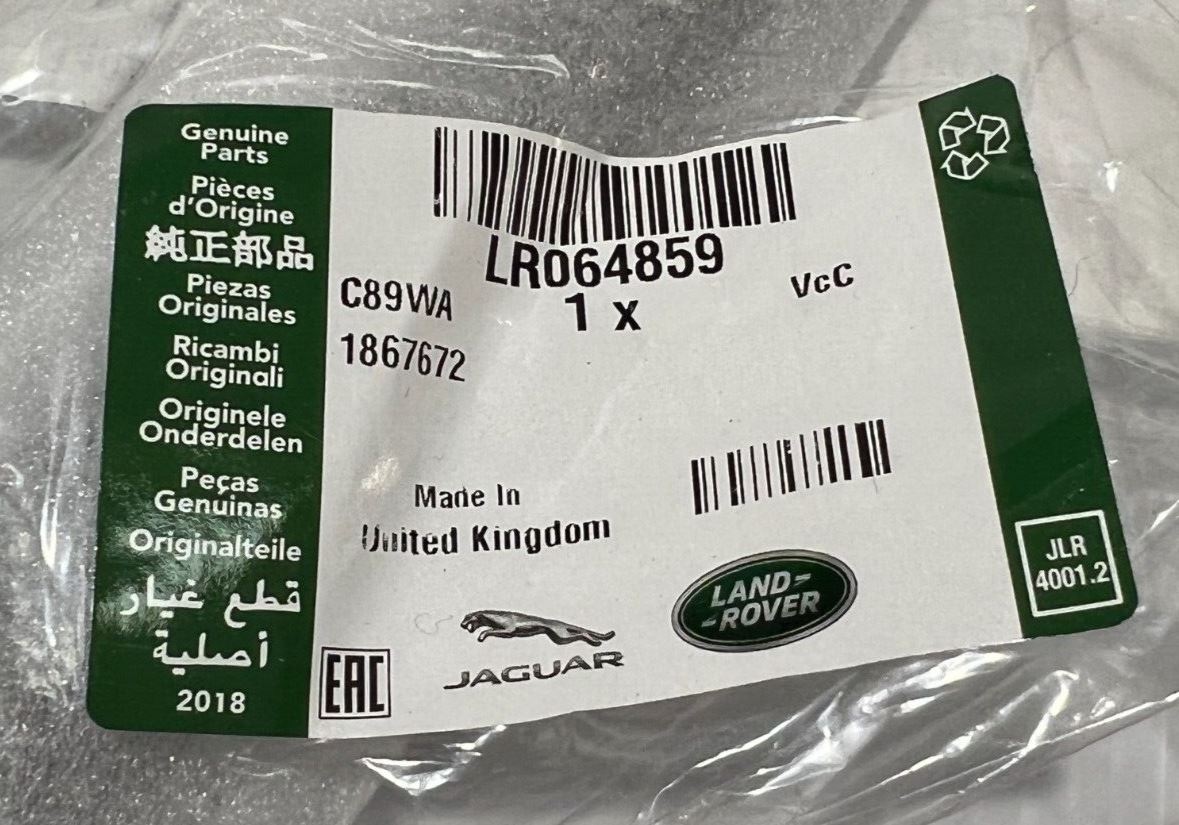 Genuine
Parts
Pièces
d'Origine
純正部品
Piezas
Originales
Ricambi
Originali
Originele
Onderdelen
Peças
Genuinas
Originalteile
قطع غيار
أصلية
2018
LR064859
C89WA
1 x
VcC
1867672
Made In
United Kingdom
EAC
JAGUAR
LAND-
-ROVER
JLR
4001.2